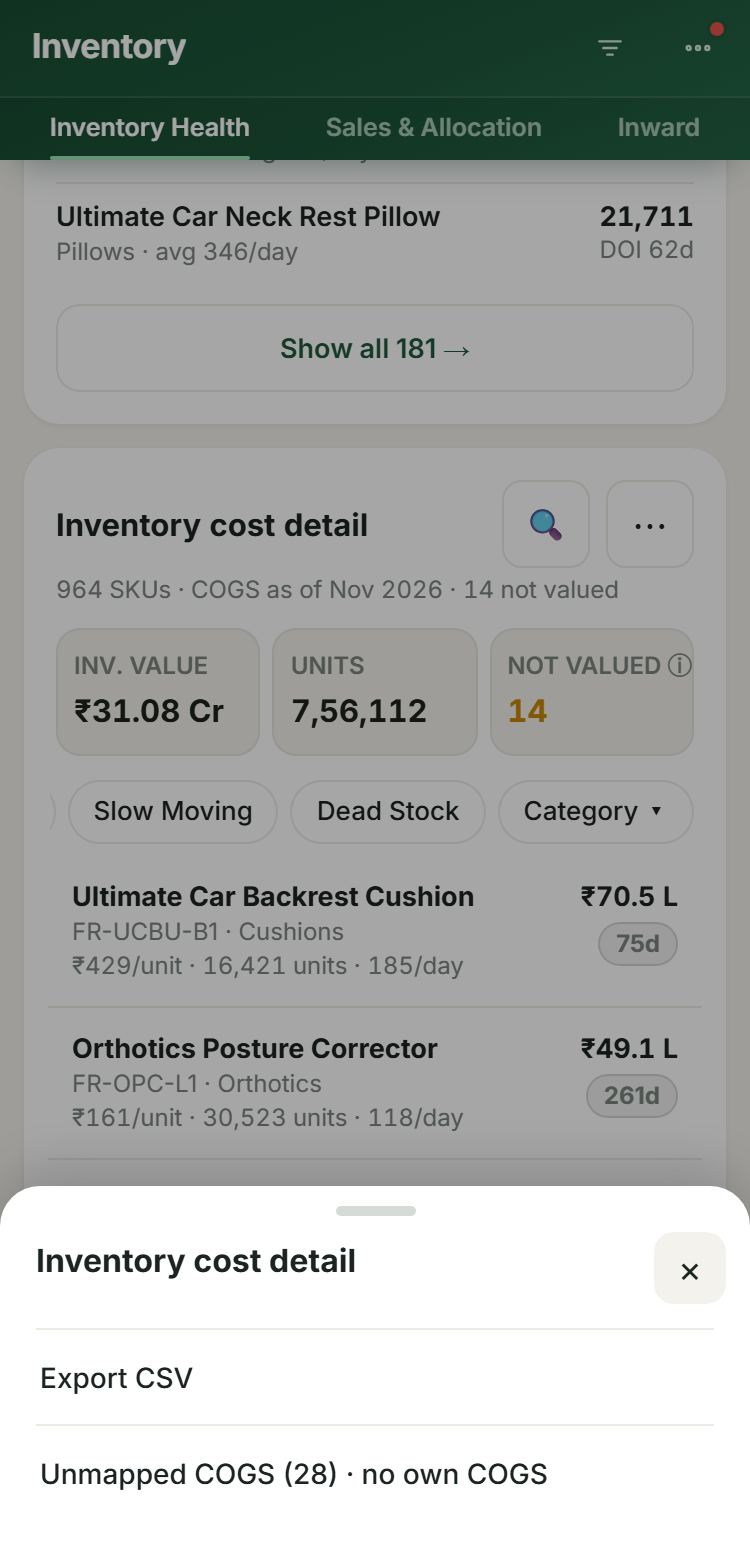 Inventory
Inventory Health
Sales & Allocation
Inward
Ultimate Car Neck Rest Pillow
21,711
Pillows · avg 346/day
DOI 62d
Show all 181 →
Inventory cost detail
964 SKUs · COGS as of Nov 2026 · 14 not valued
INV. VALUE
₹31.08 Cr
UNITS
7,56,112
NOT VALUED ⓘ
14
Slow Moving
Dead Stock
Category ▾
Ultimate Car Backrest Cushion
₹70.5 L
FR-UCBU-B1 · Cushions
75d
₹429/unit · 16,421 units · 185/day
Orthotics Posture Corrector
₹49.1 L
FR-OPC-L1 · Orthotics
261d
₹161/unit · 30,523 units · 118/day
Inventory cost detail
Export CSV
Unmapped COGS (28) · no own COGS